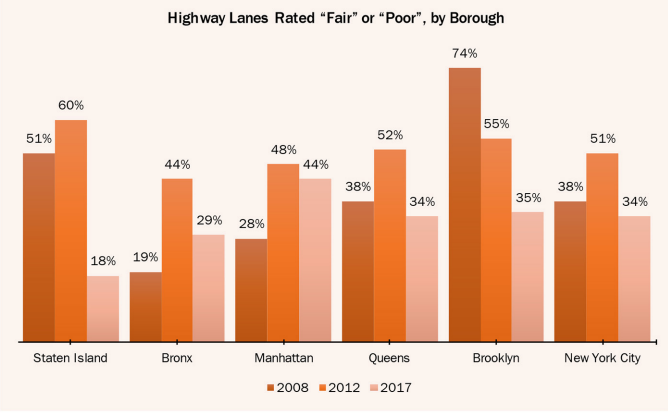 Highway Lanes Rated “Fair” or “Poor”, by Borough
51% 60% 18%
19% 44% 29%
28% 48% 44%
38% 52% 34%
74% 55% 35%
38% 51% 34%
Staten Island Bronx Manhattan Queens Brooklyn New York City
2008 2012 2017